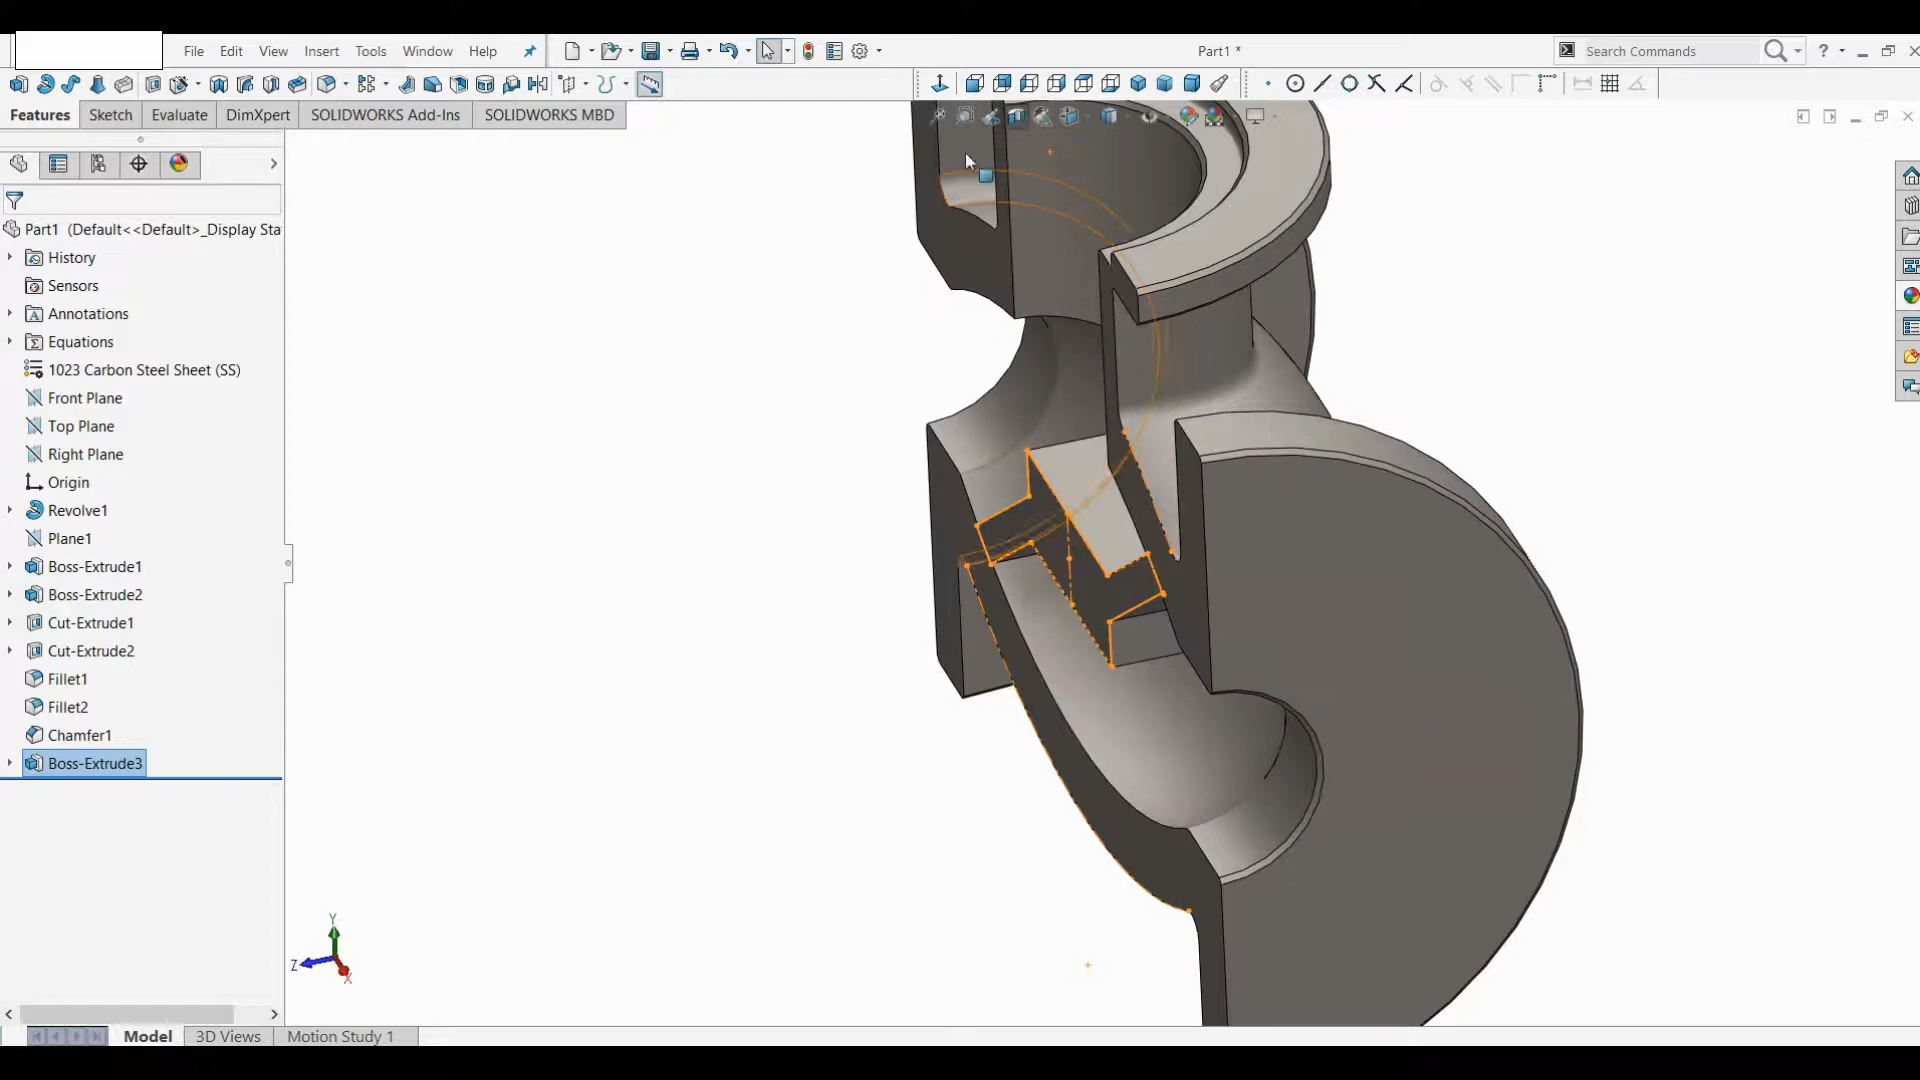 File Edit View Insert Tools Window Help
Part1 *
Search Commands
?
Features Sketch Evaluate DimXpert SOLIDWORKS Add-Ins SOLIDWORKS MBD
Part1 (Default<<Default>_Display Sta
History
Sensors
Annotations
Equations
1023 Carbon Steel Sheet (SS)
Front Plane
Top Plane
Right Plane
Origin
Revolve1
Plane1
Boss-Extrude1
Boss-Extrude2
Cut-Extrude1
Cut-Extrude2
Fillet1
Fillet2
Chamfer1
Boss-Extrude3
Y
Z
X
Model 3D Views Motion Study 1